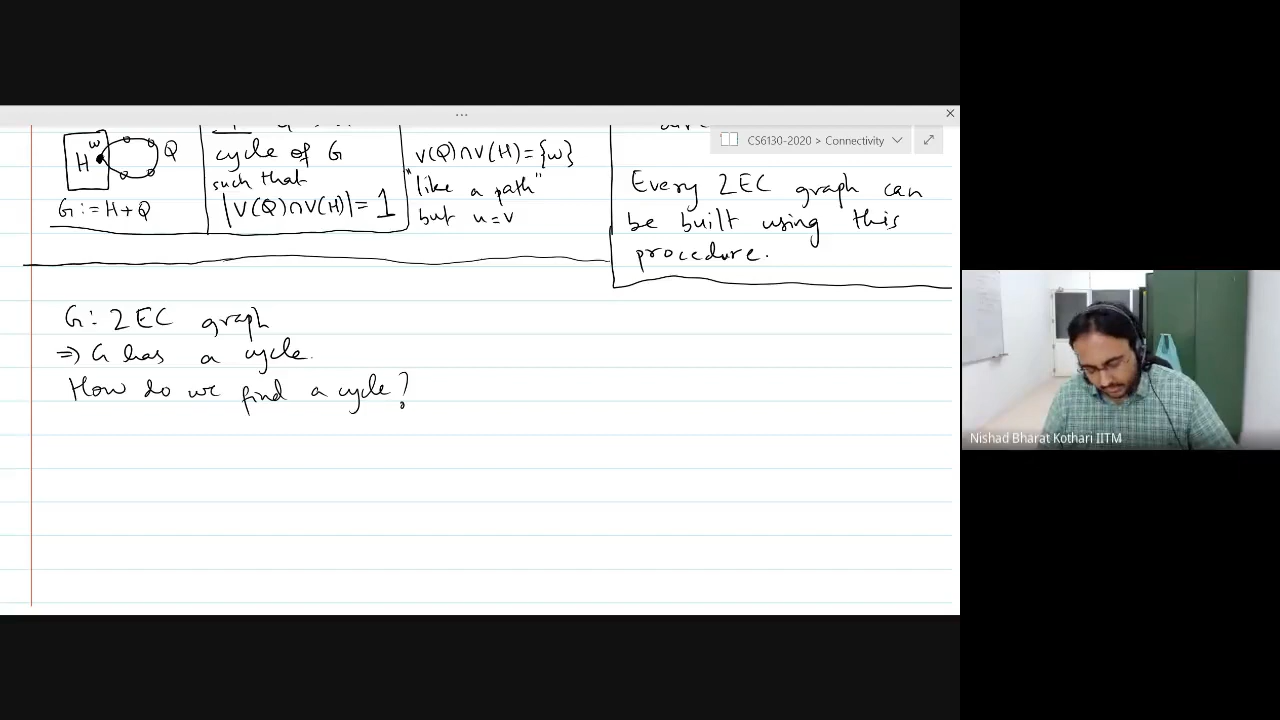 CS6130-2020 > Connectivity
w
H
Q
G := H + Q
cycle of G
such that
|V(Q)∩V(H)| = 1
V(Q)∩V(H) = {w}
"like a path"
but u = v
Every 2EC graph can
be built using this
procedure.
G: 2EC graph
⇒ G has a cycle.
How do we find a cycle?
Nishad Bharat Kothari IITM